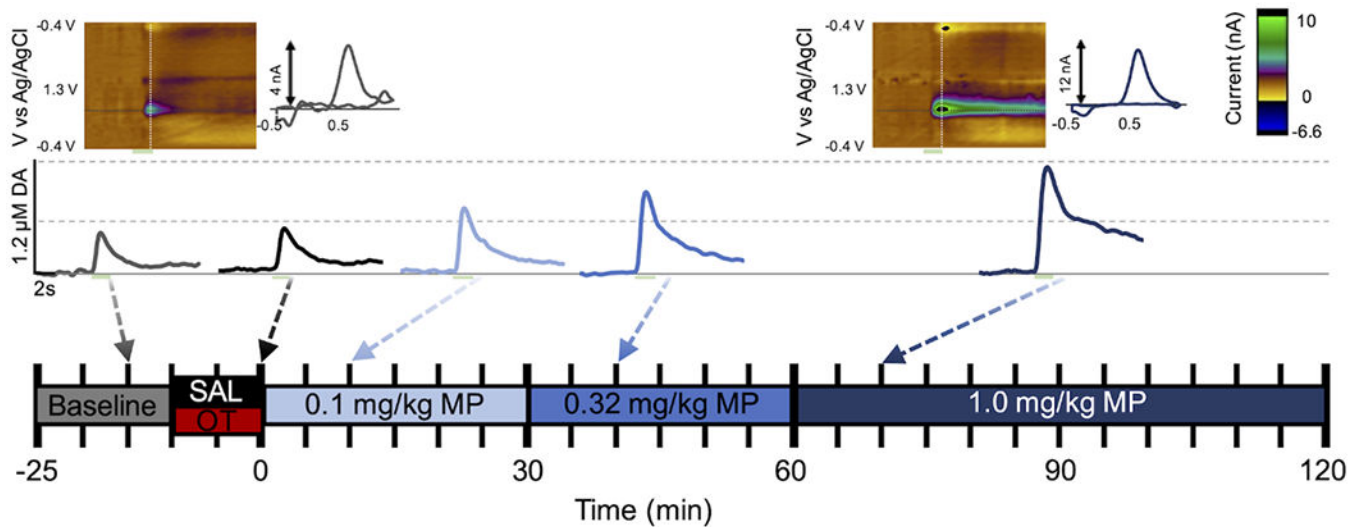 -0.4 V
1.3 V
-0.4 V
V vs Ag/AgCl
4 nA
-0.5
0.5
-0.4 V
1.3 V
-0.4 V
V vs Ag/AgCl
12 nA
-0.5
0.5
Current (nA)
10
0
-6.6
1.2 µM DA
2s
Baseline
SAL
OT
0.1 mg/kg MP
0.32 mg/kg MP
1.0 mg/kg MP
-25
0
30
60
90
120
Time (min)